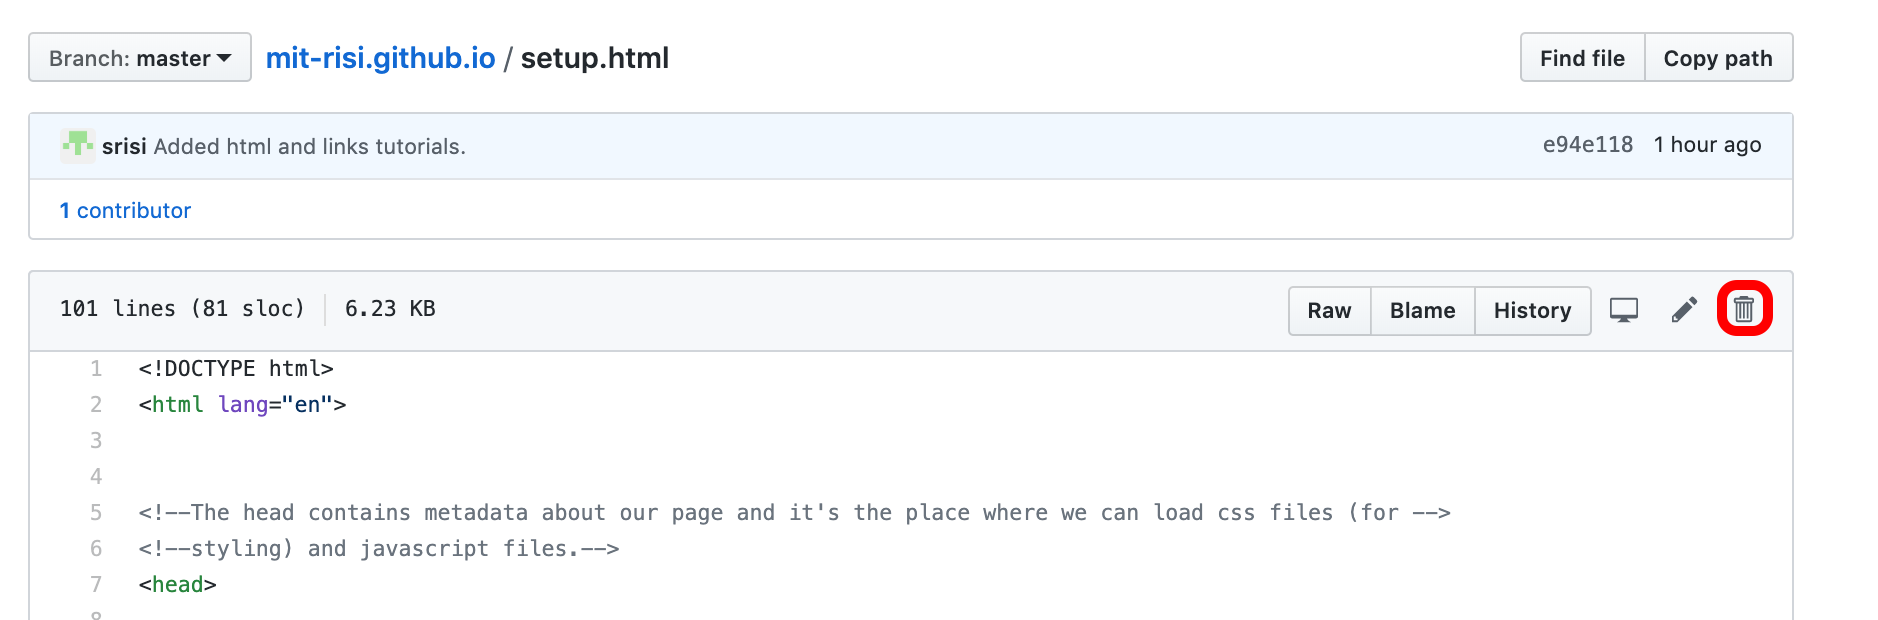 Branch: master mit-risi.github.io / setup.html Find file Copy path
srisi Added html and links tutorials. e94e118 1 hour ago
1 contributor
101 lines (81 sloc) 6.23 KB Raw Blame History
1 <!DOCTYPE html>
2 <html lang="en">
3
4
5 <!--The head contains metadata about our page and it's the place where we can load css files (for -->
6 <!--styling) and javascript files.-->
7 <head>
8